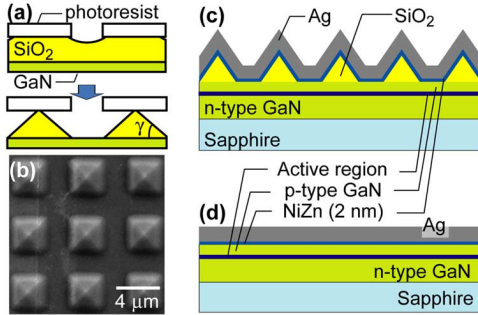 (a)
photoresist
SiO2
GaN
γ
(b)
4 μm
(c)
Ag
SiO2
n-type GaN
Sapphire
Active region
p-type GaN
NiZn (2 nm)
(d)
Ag
n-type GaN
Sapphire